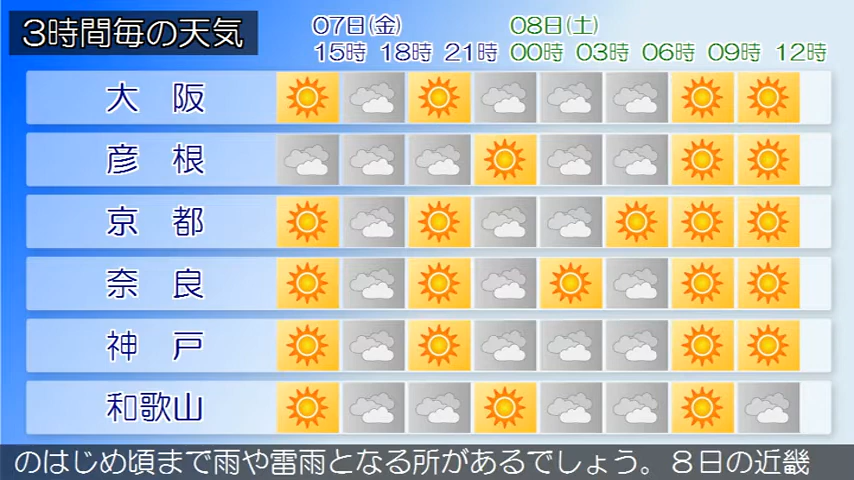 3時間毎の天気
07日(金) 08日(土)
15時 18時 21時 00時 03時 06時 09時 12時
大阪
彦根
京都
奈良
神戸
和歌山
のはじめ頃まで雨や雷雨となる所があるでしょう。８日の近畿